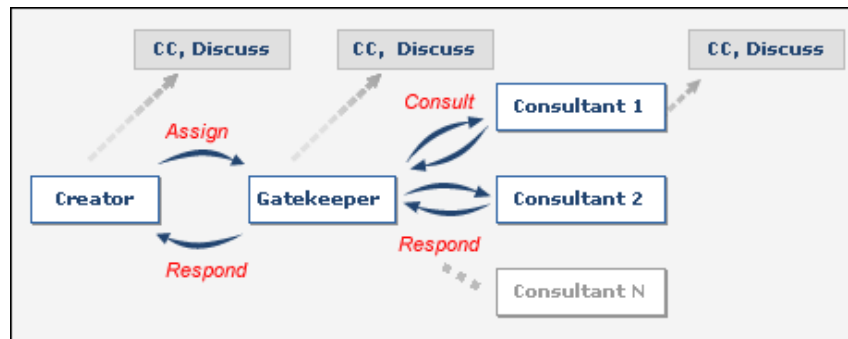 CC, Discuss
CC, Discuss
CC, Discuss
Consult
Consultant 1
Assign
Creator
Gatekeeper
Consultant 2
Respond
Respond
Consultant N